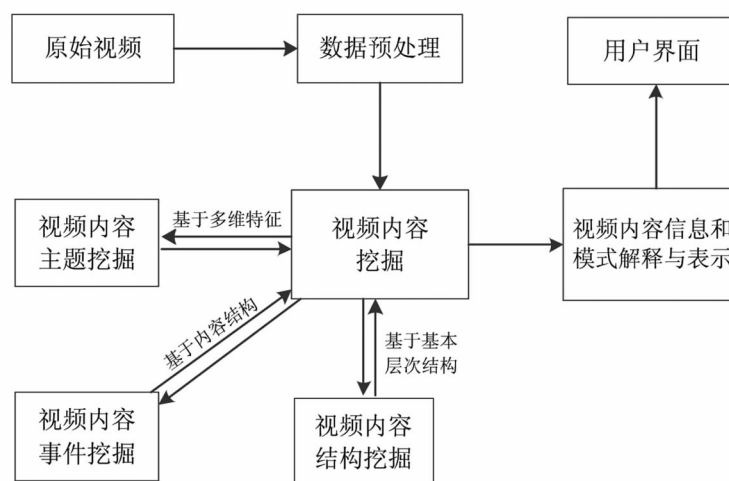 原始视频
数据预处理
用户界面
视频内容
主题挖掘
基于多维特征
视频内容
挖掘
视频内容信息和
模式解释与表示
基于内容结构
基于基本
层次结构
视频内容
事件挖掘
视频内容
结构挖掘